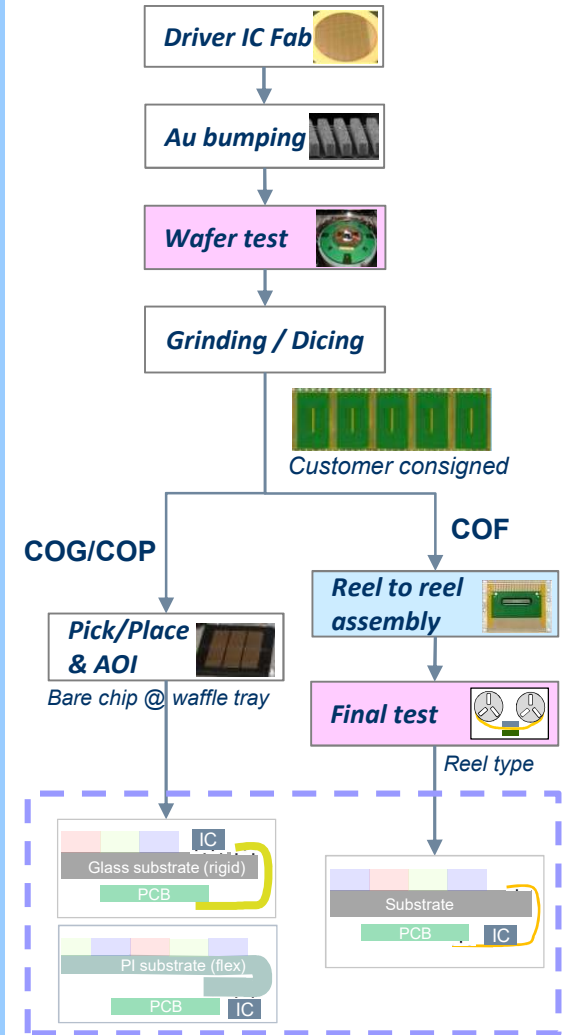 Driver IC Fab
Au bumping
Wafer test
Grinding / Dicing
Customer consigned
COG/COP
COF
Reel to reel
assembly
Pick/Place
& AOI
Bare chip @ waffle tray
Final test
Reel type
IC
Glass substrate (rigid)
PCB
PI substrate (flex)
PCB
IC
Substrate
PCB
IC